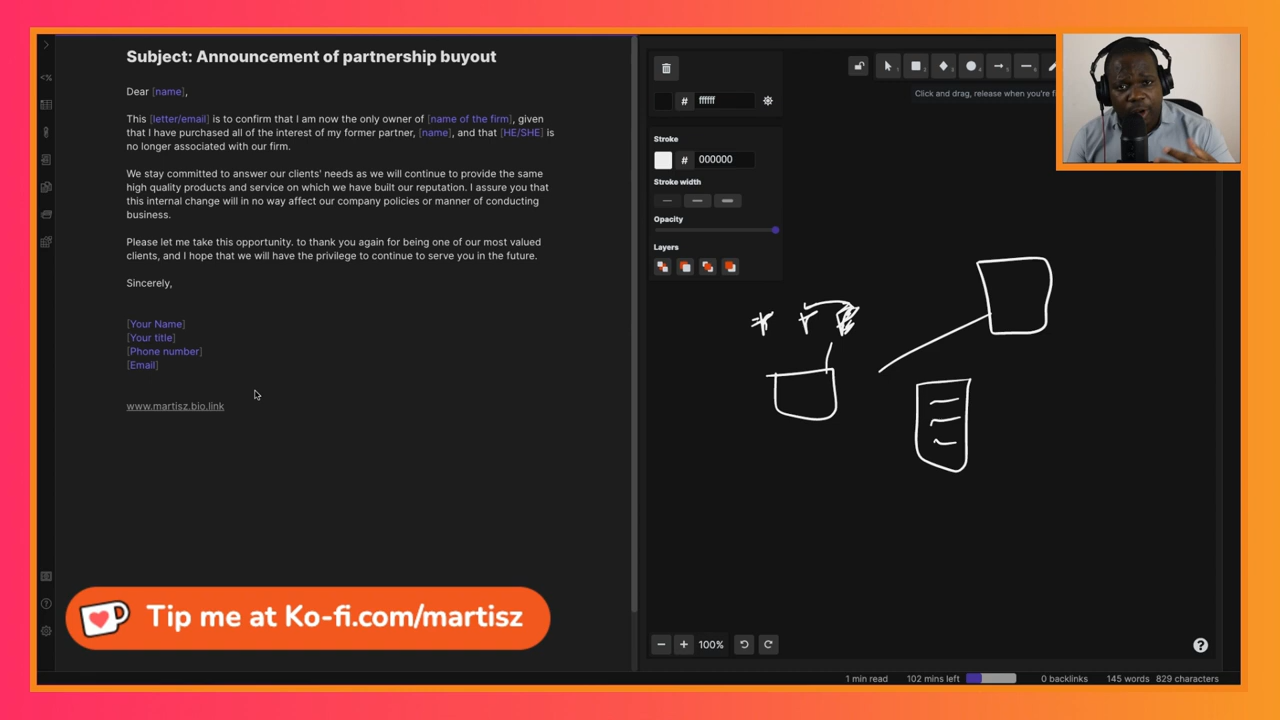 Subject: Announcement of partnership buyout
Dear [name],
This [letter/email] is to confirm that I am now the only owner of [name of the firm], given
that I have purchased all of the interest of my former partner, [name], and that [HE/SHE] is
no longer associated with our firm.
We stay committed to answer our clients' needs as we will continue to provide the same
high quality products and service on which we have built our reputation. I assure you that
this internal change will in no way affect our company policies or manner of conducting
business.
Please let me take this opportunity. to thank you again for being one of our most valued
clients, and I hope that we will have the privilege to continue to serve you in the future.
Sincerely,
[Your Name]
[Your title]
[Phone number]
[Email]
www.martisz.bio.link
Tip me at Ko-fi.com/martisz
# ffffff
Click and drag, release when you're fi
Stroke
# 000000
Stroke width
Opacity
Layers
100%
?
1 min read 102 mins left 0 backlinks 145 words 829 characters